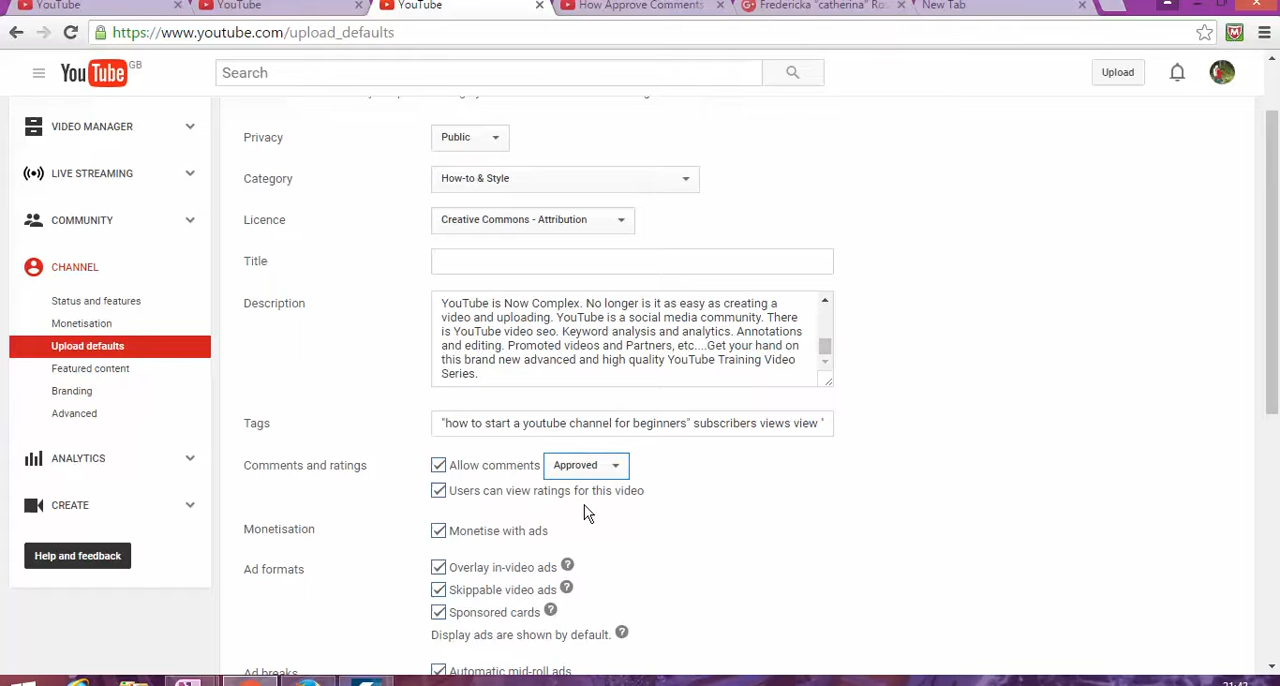 YouTube
YouTube
YouTube
How Approve Comments
Fredericka "catherina" Ro
New Tab
https://www.youtube.com/upload_defaults
YouTube GB
Search
Upload
VIDEO MANAGER
LIVE STREAMING
COMMUNITY
CHANNEL
Status and features
Monetisation
Upload defaults
Featured content
Branding
Advanced
ANALYTICS
CREATE
Help and feedback
Privacy
Public
Category
How-to & Style
Licence
Creative Commons - Attribution
Title
Description
YouTube is Now Complex. No longer is it as easy as creating a
video and uploading. YouTube is a social media community. There
is YouTube video seo. Keyword analysis and analytics. Annotations
and editing. Promoted videos and Partners, etc....Get your hand on
this brand new advanced and high quality YouTube Training Video
Series.
Tags
"how to start a youtube channel for beginners" subscribers views view "
Comments and ratings
Allow comments
Approved
Users can view ratings for this video
Monetisation
Monetise with ads
Ad formats
Overlay in-video ads ?
Skippable video ads ?
Sponsored cards ?
Display ads are shown by default. ?
Ad breaks
Automatic mid-roll ads